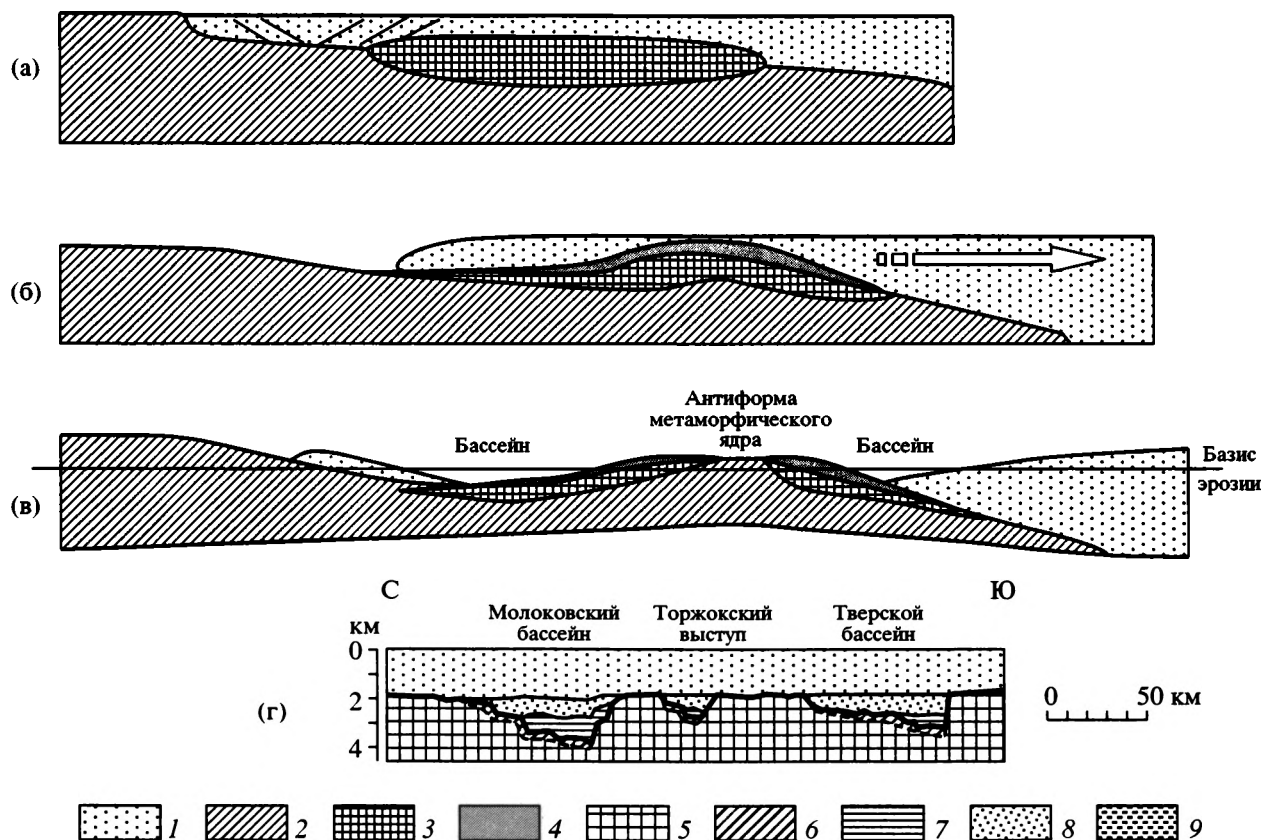 (а)
(б)
Антиформа
метаморфического
ядра
Бассейн
Бассейн
Базис
эрозии
(в)
С
Ю
Молоковский
бассейн
Торжокский
выступ
Тверской
бассейн
км
0
2
4
(г)
0 50 км
1 2 3 4 5 6 7 8 9